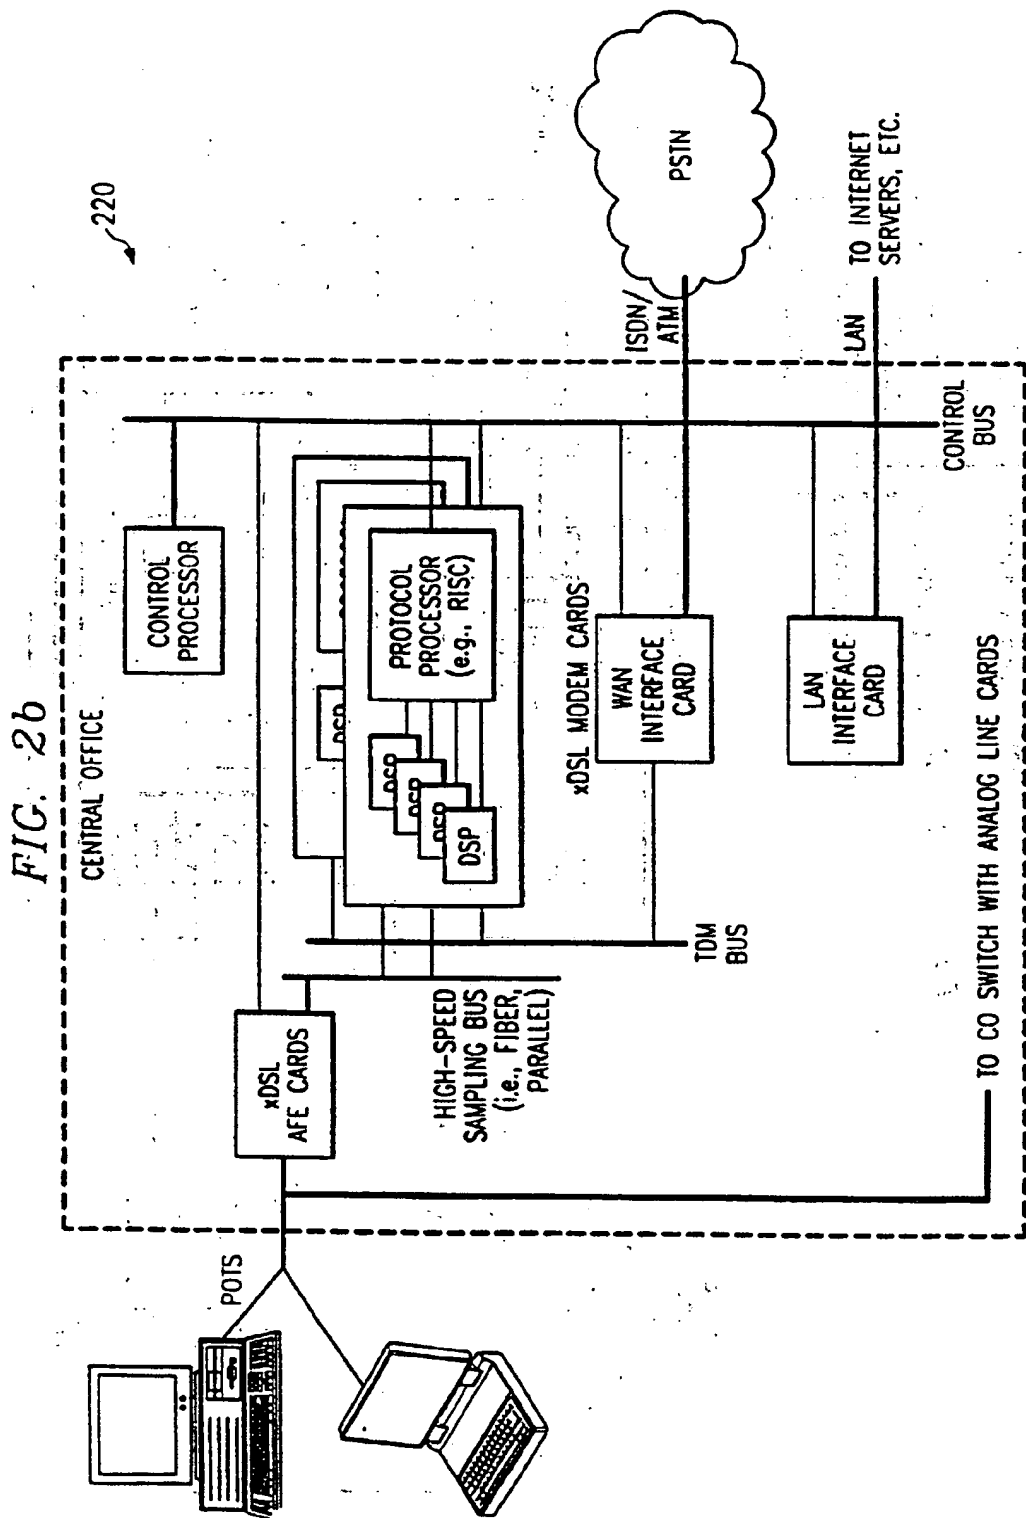 FIG. 2b
220
CENTRAL OFFICE
CONTROL
PROCESSOR
POTS
xDSL
AFE CARDS
DSP
DSP
DSP
DSP
DSP
PROTOCOL
PROCESSOR
(e.g., RISC)
HIGH-SPEED
SAMPLING BUS
(i.e., FIBER,
PARALLEL)
TDM
BUS
xDSL MODEM CARDS
WAN
INTERFACE
CARD
ISDN/
ATM
PSTN
LAN
INTERFACE
CARD
LAN
TO INTERNET
SERVERS, ETC.
CONTROL
BUS
TO CO SWITCH WITH ANALOG LINE CARDS